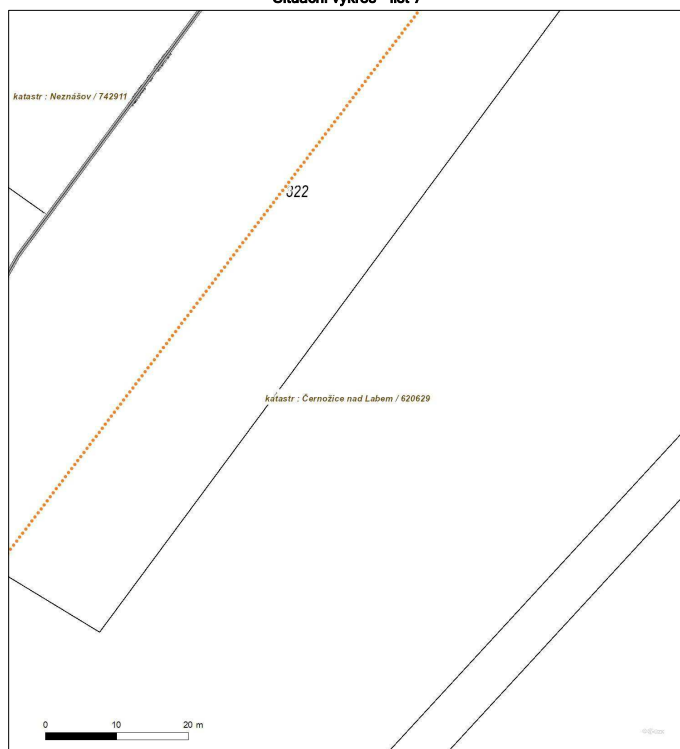 katastr : Neznášov / 742911
322
katastr : Černožice nad Labem / 620629
0 10 20 m